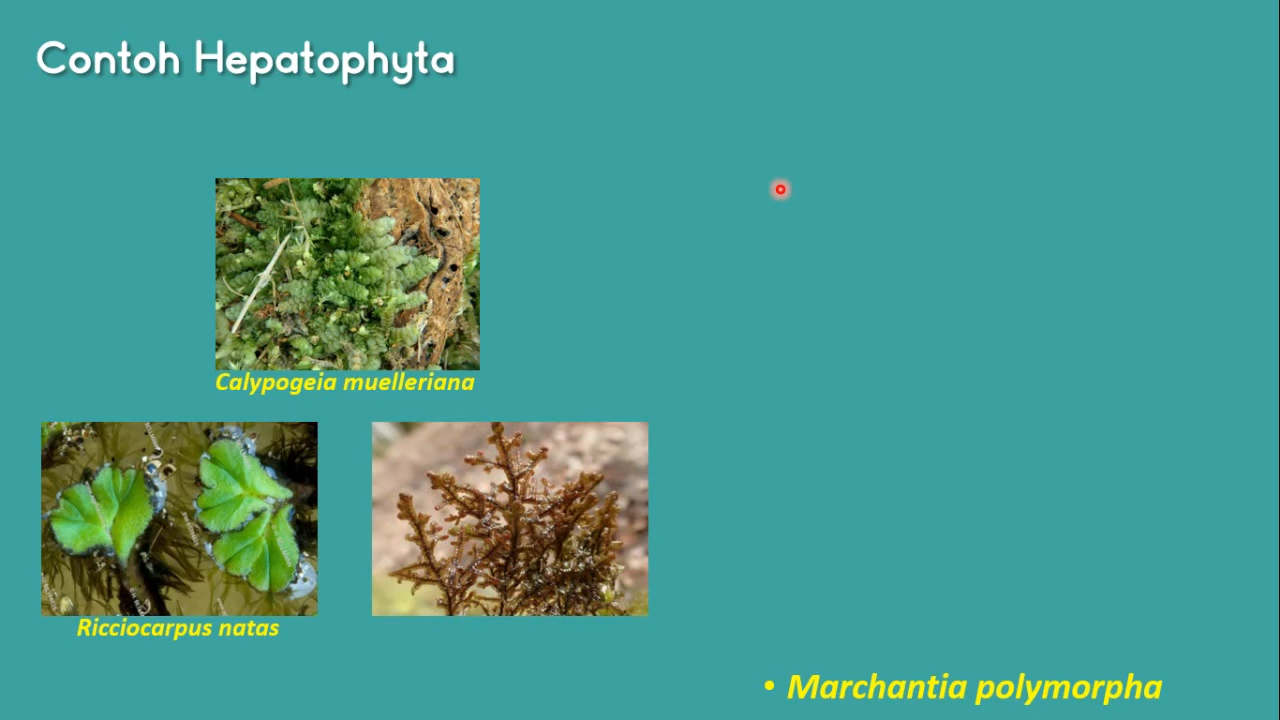 Contoh Hepatophyta
Calypogeia muelleriana
Ricciocarpus natas
• Marchantia polymorpha